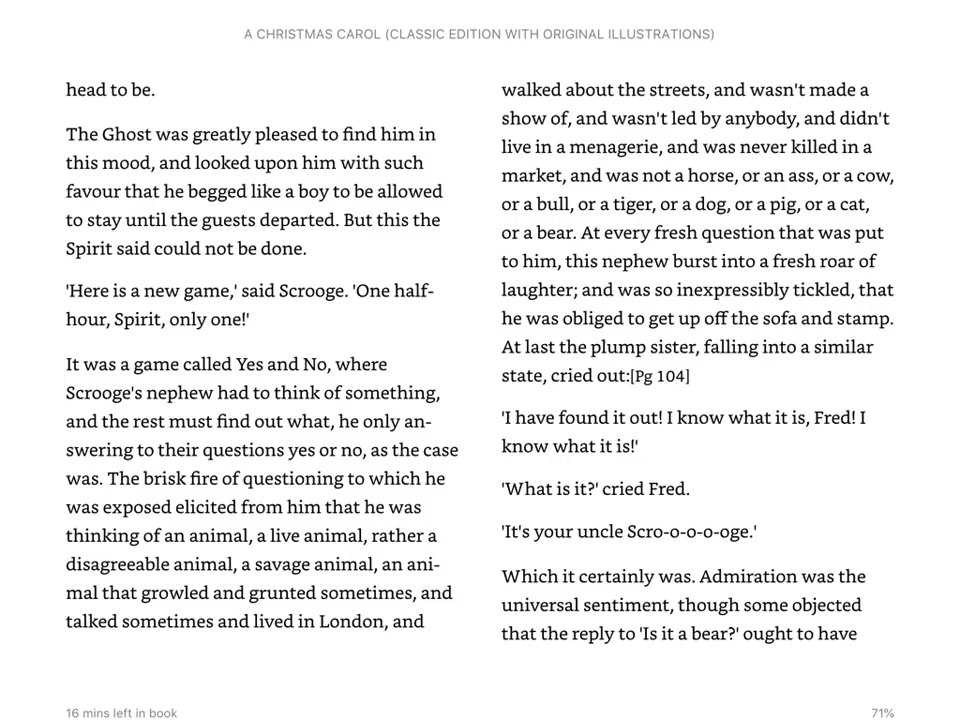 A CHRISTMAS CAROL (CLASSIC EDITION WITH ORIGINAL ILLUSTRATIONS)
head to be.
The Ghost was greatly pleased to find him in
this mood, and looked upon him with such
favour that he begged like a boy to be allowed
to stay until the guests departed. But this the
Spirit said could not be done.
'Here is a new game,' said Scrooge. 'One half-
hour, Spirit, only one!'
It was a game called Yes and No, where
Scrooge's nephew had to think of something,
and the rest must find out what, he only an-
swering to their questions yes or no, as the case
was. The brisk fire of questioning to which he
was exposed elicited from him that he was
thinking of an animal, a live animal, rather a
disagreeable animal, a savage animal, an ani-
mal that growled and grunted sometimes, and
talked sometimes and lived in London, and
walked about the streets, and wasn't made a
show of, and wasn't led by anybody, and didn't
live in a menagerie, and was never killed in a
market, and was not a horse, or an ass, or a cow,
or a bull, or a tiger, or a dog, or a pig, or a cat,
or a bear. At every fresh question that was put
to him, this nephew burst into a fresh roar of
laughter; and was so inexpressibly tickled, that
he was obliged to get up off the sofa and stamp.
At last the plump sister, falling into a similar
state, cried out:[Pg 104]
'I have found it out! I know what it is, Fred! I
know what it is!'
'What is it?' cried Fred.
'It's your uncle Scro-o-o-o-oge.'
Which it certainly was. Admiration was the
universal sentiment, though some objected
that the reply to 'Is it a bear?' ought to have
16 mins left in book
71%